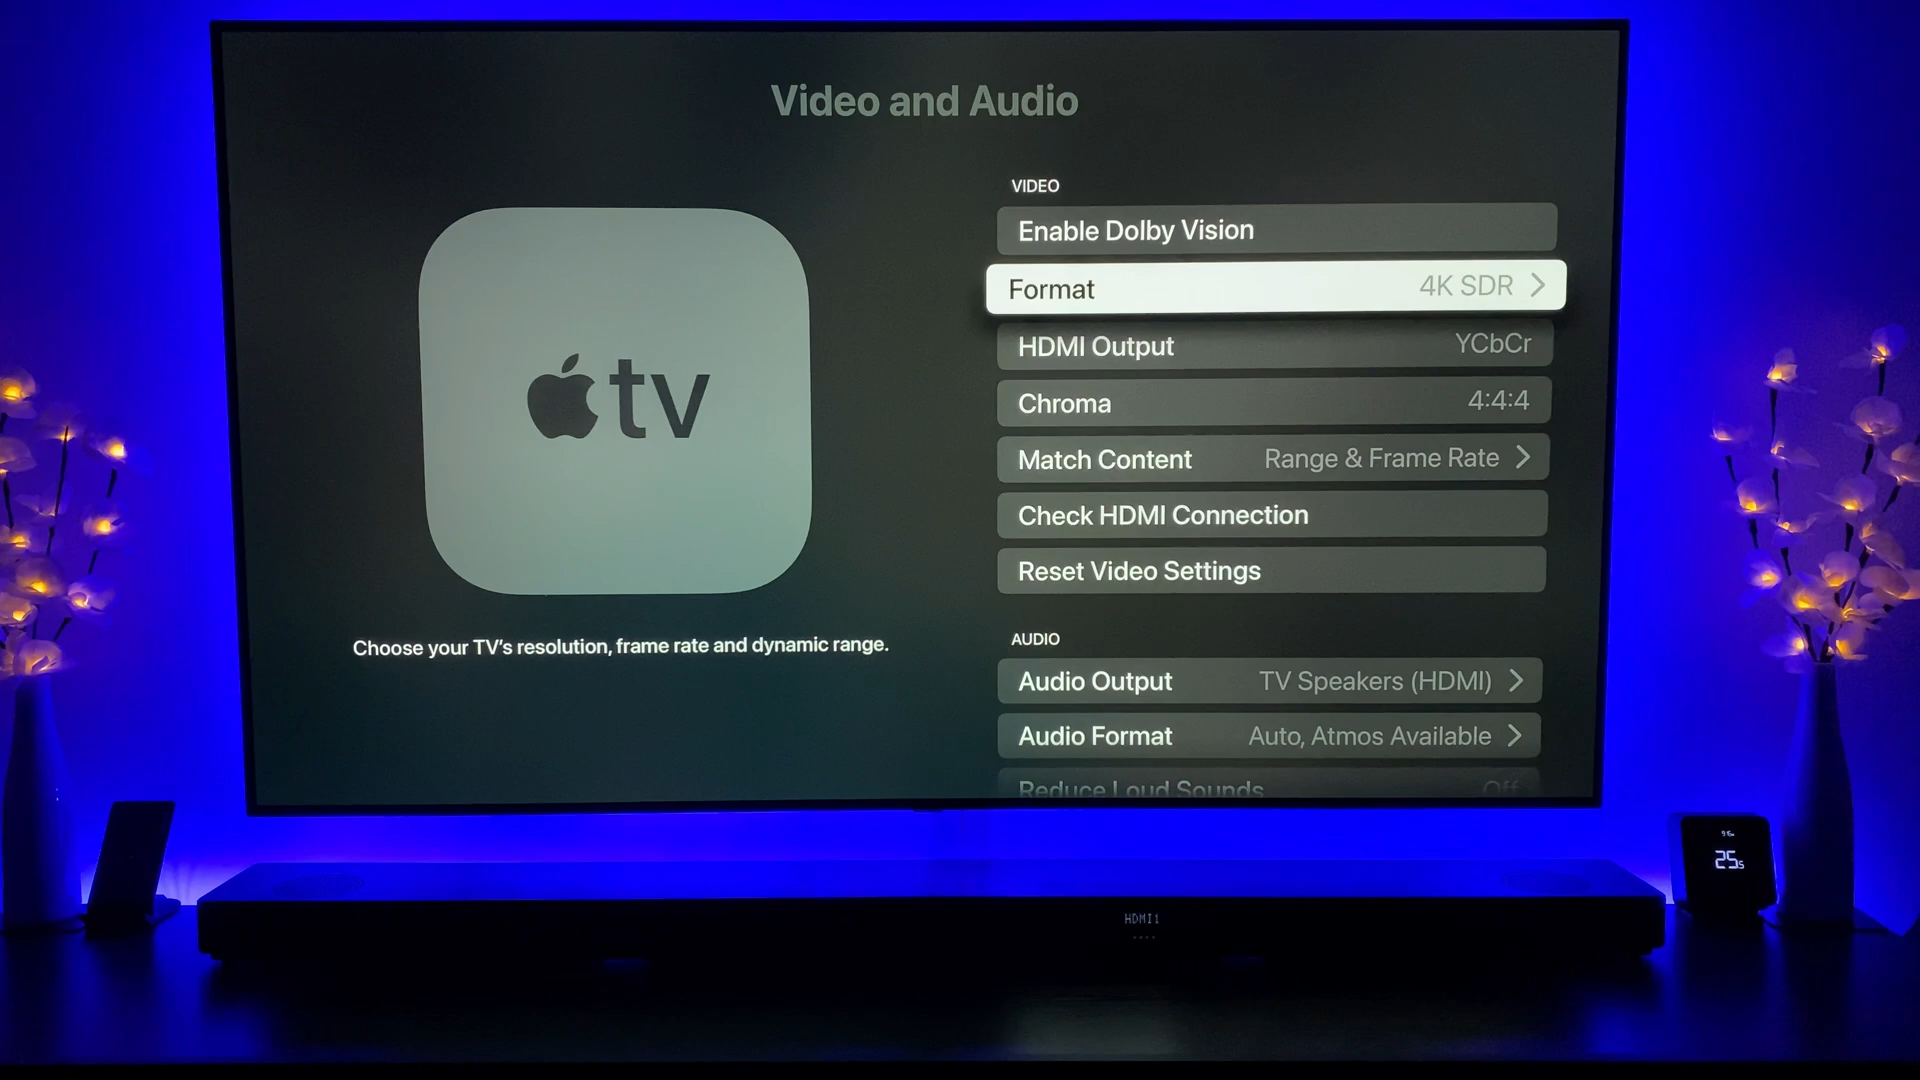 Video and Audio
VIDEO
Enable Dolby Vision
Format 4K SDR
HDMI Output YCbCr
Chroma 4:4:4
Match Content Range & Frame Rate
Check HDMI Connection
Reset Video Settings
tv
Choose your TV's resolution, frame rate and dynamic range.
AUDIO
Audio Output TV Speakers (HDMI)
Audio Format Auto, Atmos Available
Reduce Loud Sounds Off
25
HDMI1